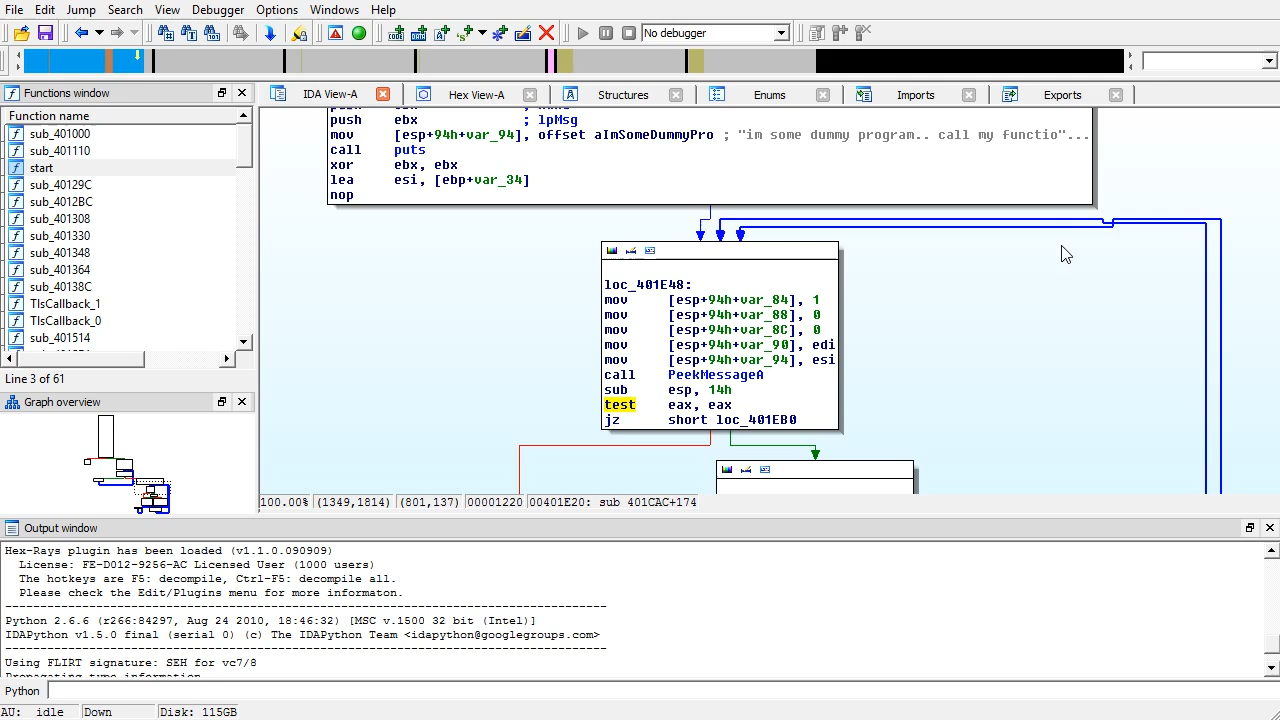 File Edit Jump Search View Debugger Options Windows Help
No debugger
Functions window
IDA View-A
Hex View-A
Structures
Enums
Imports
Exports
Function name
sub_401000
sub_401110
start
sub_40129C
sub_4012BC
sub_401308
sub_401330
sub_401348
sub_401364
sub_40138C
TlsCallback_1
TlsCallback_0
sub_401514
Line 3 of 61
Graph overview
push ebx ; lpMsg
mov [esp+94h+var_94], offset aImSomeDummyPro ; "im some dummy program.. call my functio"...
call puts
xor ebx, ebx
lea esi, [ebp+var_34]
nop
loc_401E48:
mov [esp+94h+var_84], 1
mov [esp+94h+var_88], 0
mov [esp+94h+var_8C], 0
mov [esp+94h+var_90], edi
mov [esp+94h+var_94], esi
call PeekMessageA
sub esp, 14h
test eax, eax
jz short loc_401EB0
100.00% (1349,1814) (801,137) 00001220 00401E20: sub 401CAC+174
Output window
Hex-Rays plugin has been loaded (v1.1.0.090909)
License: FE-D012-9256-AC Licensed User (1000 users)
The hotkeys are F5: decompile, Ctrl-F5: decompile all.
Please check the Edit/Plugins menu for more informaton.
Python 2.6.6 (r266:84297, Aug 24 2010, 18:46:32) [MSC v.1500 32 bit (Intel)]
IDAPython v1.5.0 final (serial 0) (c) The IDAPython Team <idapython@googlegroups.com>
Using FLIRT signature: SEH for vc7/8
Propagating type information
Python
AU: idle Down Disk: 115GB